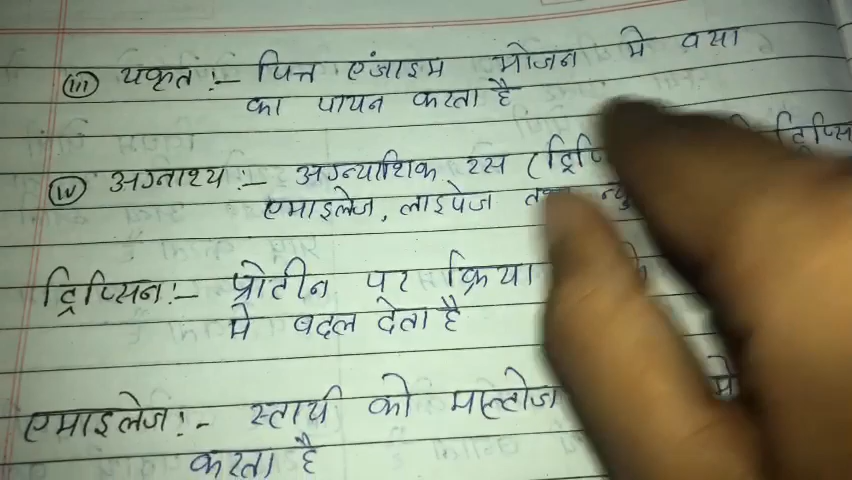 (iii) यकृत :- पित्त एंजाइम भोजन मे वसा
का पाचन करता है
(iv) अग्नाश्य :- अग्न्याशिक रस (ट्रिप्सि
एमाइलेज, लाइपेज
ट्रिप्सिन :- प्रोटीन पर क्रिया
मे बदल देता है
एमाइलेज :- स्टार्च को माल्टोज मे
करता है